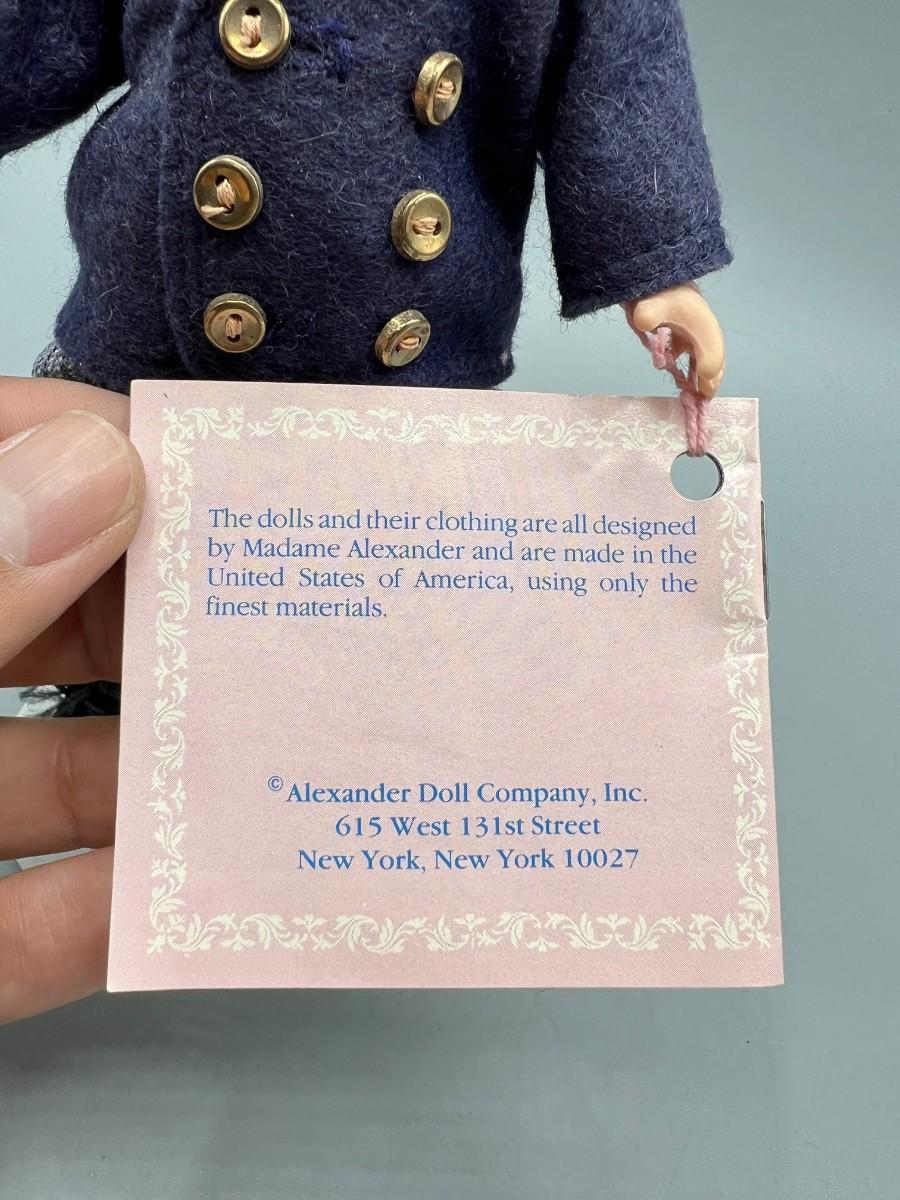 The dolls and their clothing are all designed
by Madame Alexander and are made in the
United States of America, using only the
finest materials.
©Alexander Doll Company, Inc.
615 West 131st Street
New York, New York 10027